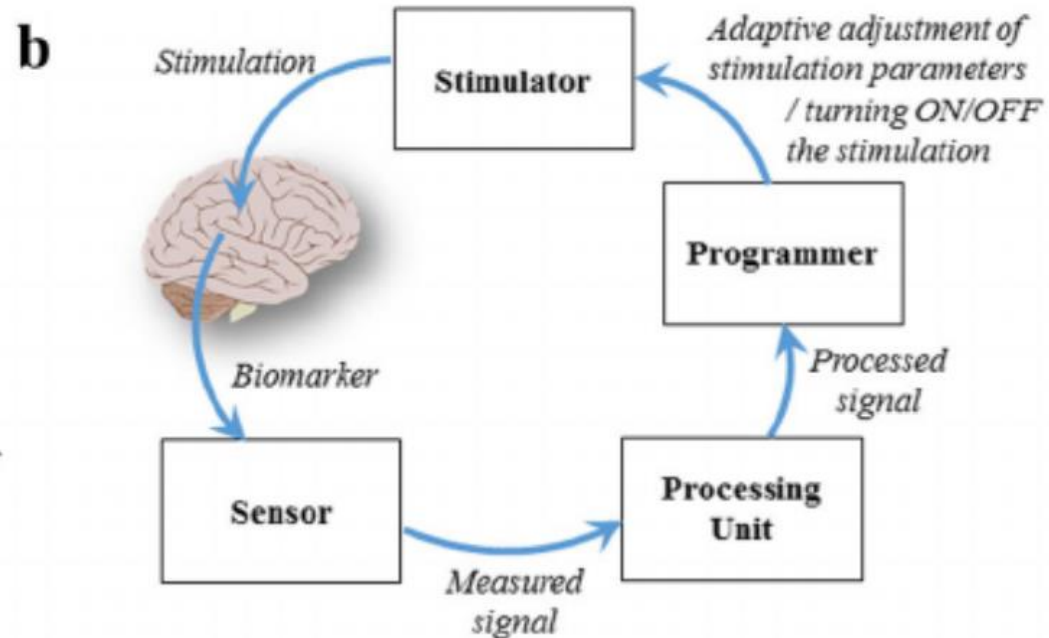 b
Stimulation
Stimulator
Adaptive adjustment of
stimulation parameters
/ turning ON/OFF
the stimulation
Programmer
Biomarker
Processed
signal
Sensor
Processing
Unit
Measured
signal